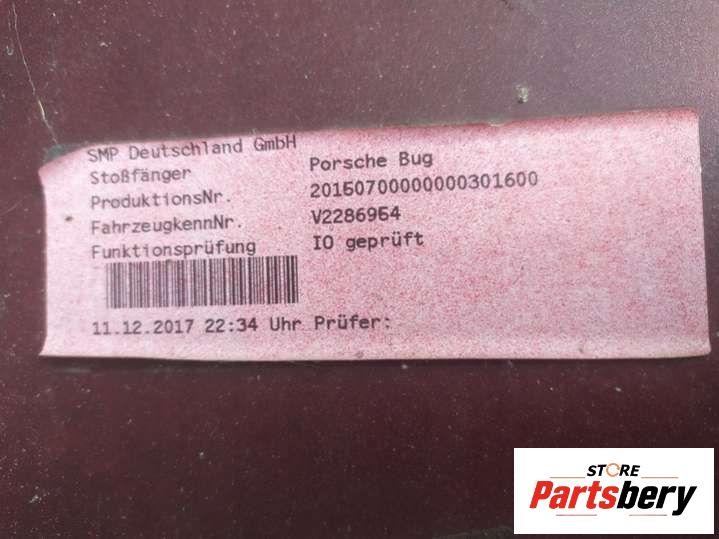 SMP Deutschland GmbH
Stoßfänger Porsche Bug
ProduktionsNr. 20150700000000301600
FahrzeugkennNr. V2286954
Funktionsprüfung IO geprüft
11.12.2017 22:34 Uhr Prüfer:
STORE
Partsbery